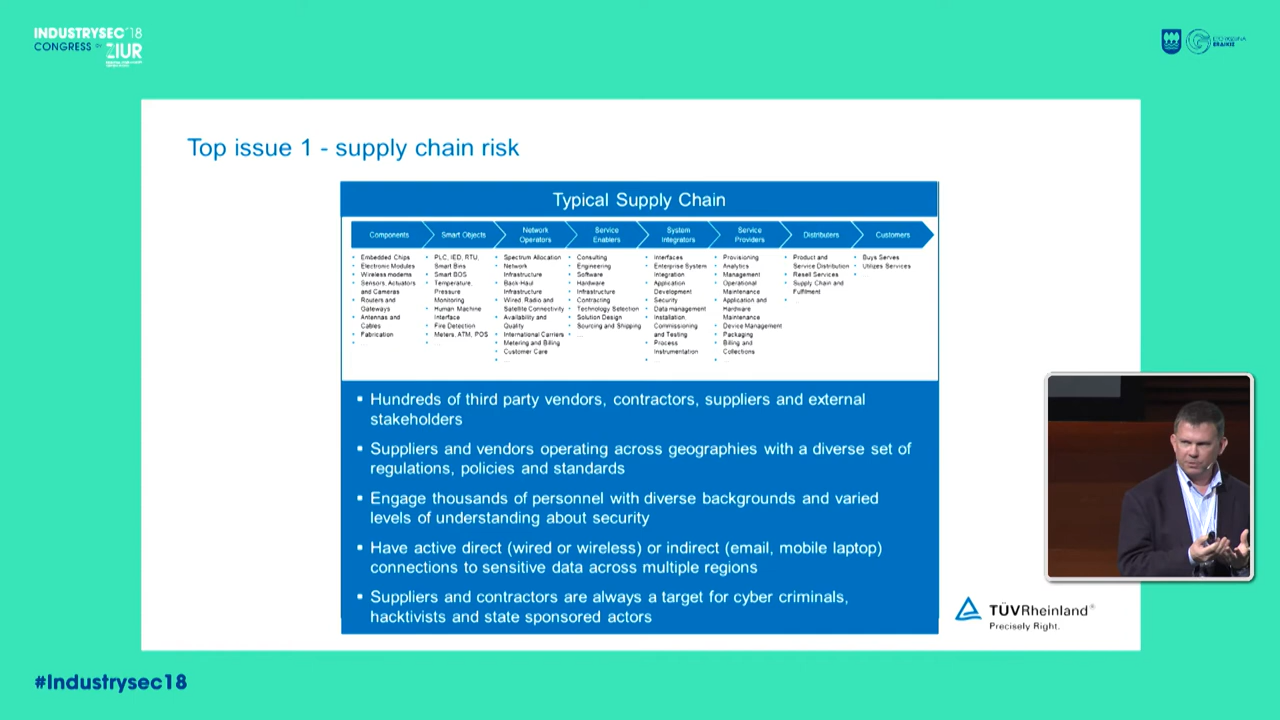 INDUSTRYSEC'18
CONGRESS BY ZIUR
Top issue 1 - supply chain risk
Typical Supply Chain
Components
Smart Objects
Network
Operators
Service
Enablers
System
Integrators
Service
Providers
Distributers
Customers
Embedded Chips
Electronic Modules
Wireless modems
Sensors, Actuators
and Cameras
Routers and
Gateways
Antannas and
Cables
Fabrication
PLC, IED, RTU,
Smart Bins
Smart BOS
Temperature,
Pressure
Monitoring
Human Machine
Interface
Fire Detection
Meters, ATM, POS
...
Spectrum Allocation
Network
Infrastructure
Back-Haul
Infrastructure
Wired, Radio and
Satellite Connectivity
Availability and
Quality
International Carriers
Metering and Billing
Customer Care
...
Consulting
Engineering
Software
Hardware
Infrastructure
Contracting
Technology Selection
Solution Design
Sourcing and Shipping
...
Interfaces
Enterprise System
Integration
Application
Development
Security
Data management
Installation
Commissioning
and Testing
Process
Instrumentation
Provisioning
Analytics
Management
Operational
Maintenance
Application and
Hardware
Maintenance
Device Management
Packaging
Billing and
Collections
Product and
Service Distribution
Resell Services
Supply Chain and
Fulfilment
Buys Serves
Utilizes Services
▪ Hundreds of third party vendors, contractors, suppliers and external
stakeholders
▪ Suppliers and vendors operating across geographies with a diverse set of
regulations, policies and standards
▪ Engage thousands of personnel with diverse backgrounds and varied
levels of understanding about security
▪ Have active direct (wired or wireless) or indirect (email, mobile laptop)
connections to sensitive data across multiple regions
▪ Suppliers and contractors are always a target for cyber criminals,
hacktivists and state sponsored actors
TÜVRheinland®
Precisely Right.
#Industrysec18